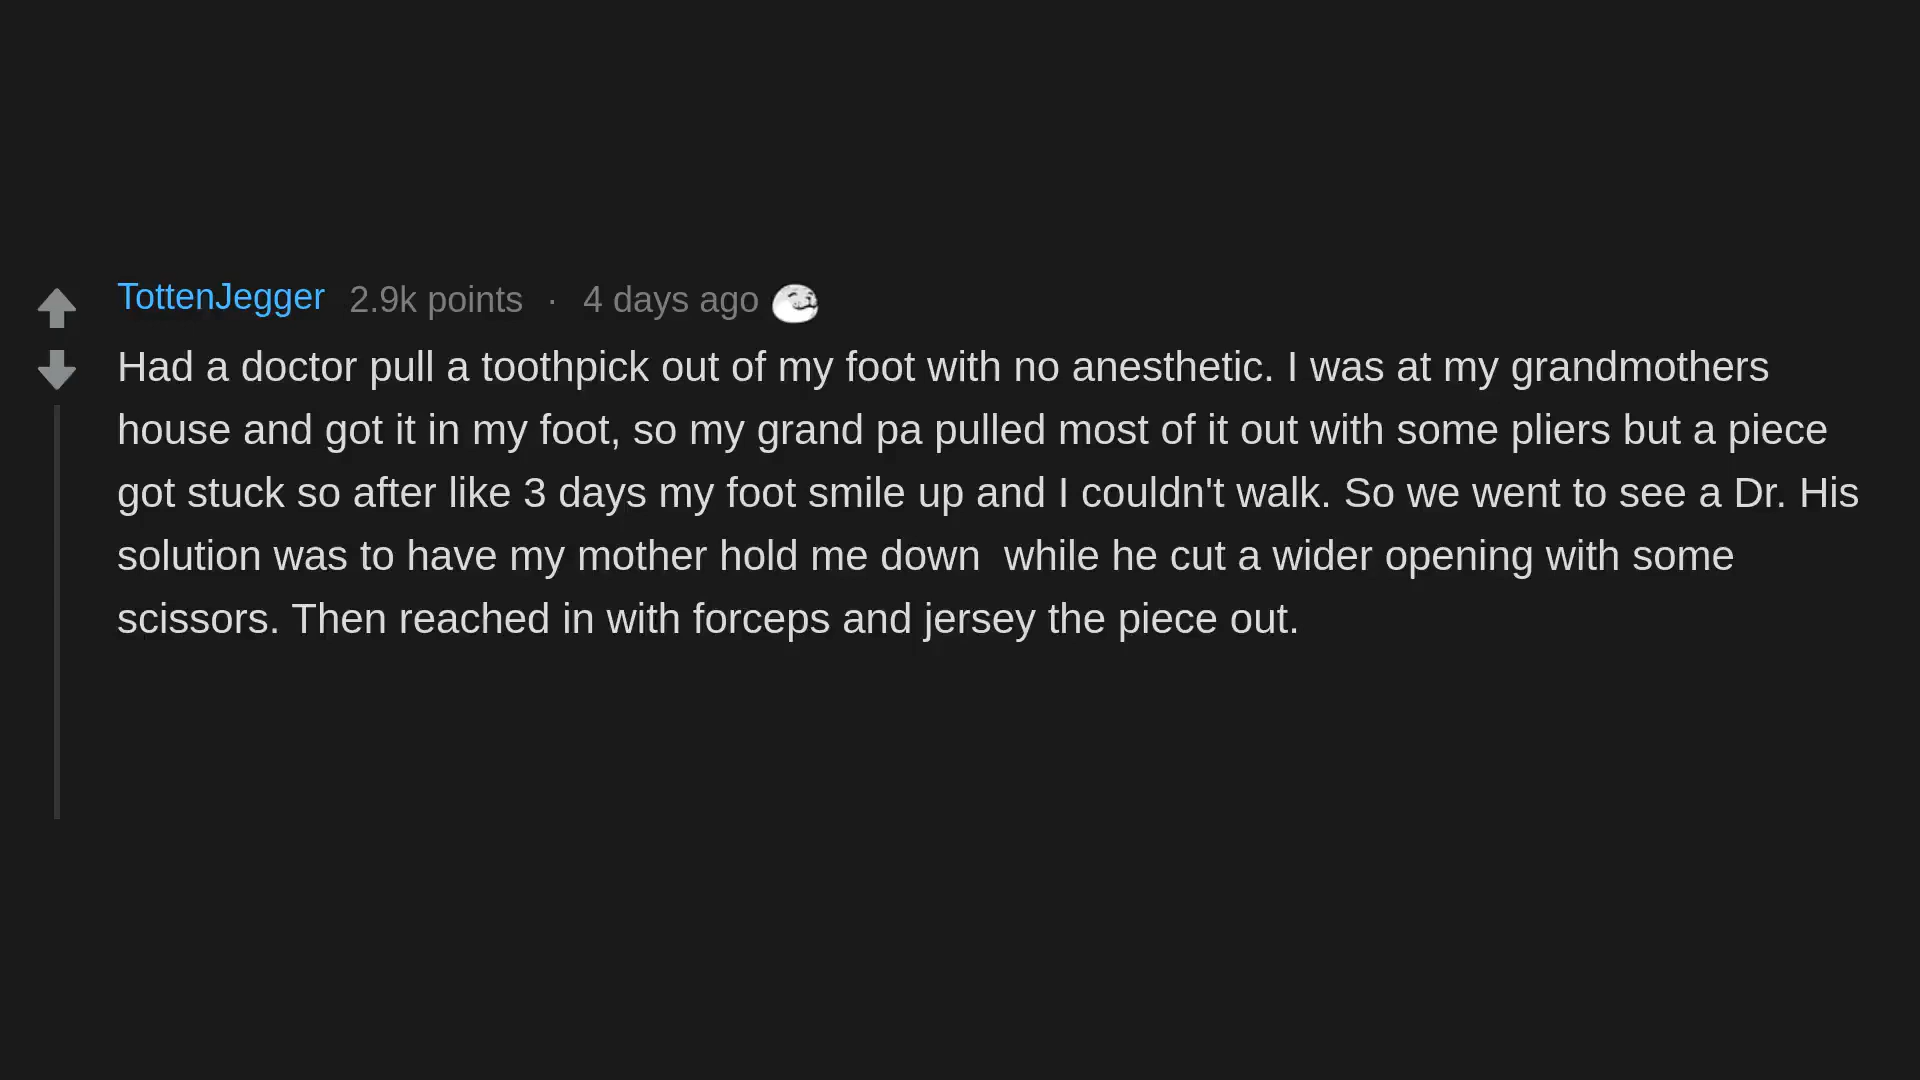 TottenJegger 2.9k points · 4 days ago
Had a doctor pull a toothpick out of my foot with no anesthetic. I was at my grandmothers
house and got it in my foot, so my grand pa pulled most of it out with some pliers but a piece
got stuck so after like 3 days my foot smile up and I couldn't walk. So we went to see a Dr. His
solution was to have my mother hold me down  while he cut a wider opening with some
scissors. Then reached in with forceps and jersey the piece out.